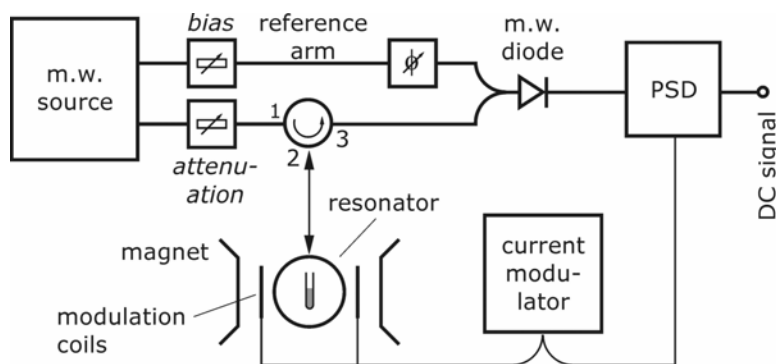 bias
reference
arm
m.w.
diode
m.w.
source
ϕ
PSD
1
2
3
attenu-
ation
DC signal
resonator
magnet
current
modu-
lator
modulation
coils